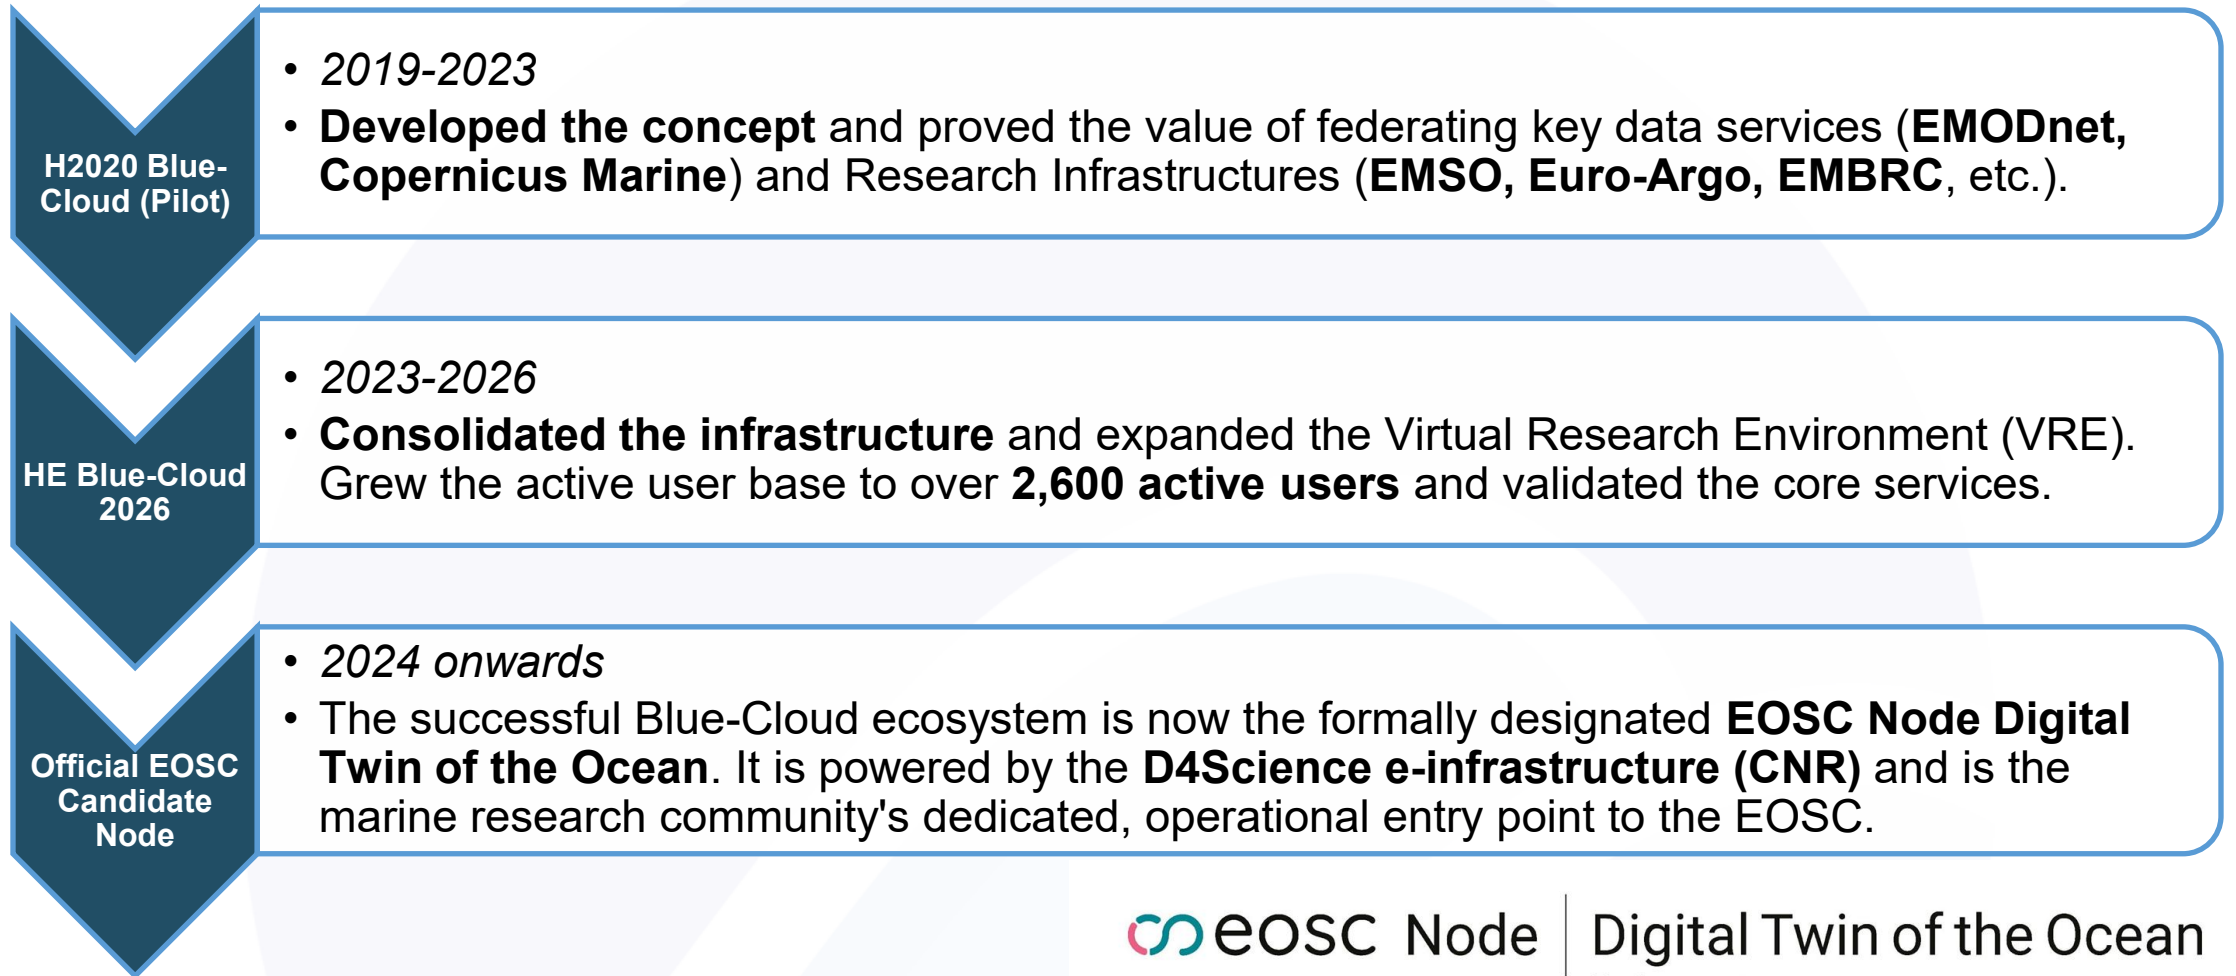 H2020 Blue-
Cloud (Pilot)
• 2019-2023
• Developed the concept and proved the value of federating key data services (EMODnet,
Copernicus Marine) and Research Infrastructures (EMSO, Euro-Argo, EMBRC, etc.).
HE Blue-Cloud
2026
• 2023-2026
• Consolidated the infrastructure and expanded the Virtual Research Environment (VRE).
Grew the active user base to over 2,600 active users and validated the core services.
Official EOSC
Candidate
Node
• 2024 onwards
• The successful Blue-Cloud ecosystem is now the formally designated EOSC Node Digital
Twin of the Ocean. It is powered by the D4Science e-infrastructure (CNR) and is the
marine research community's dedicated, operational entry point to the EOSC.
eosc Node | Digital Twin of the Ocean